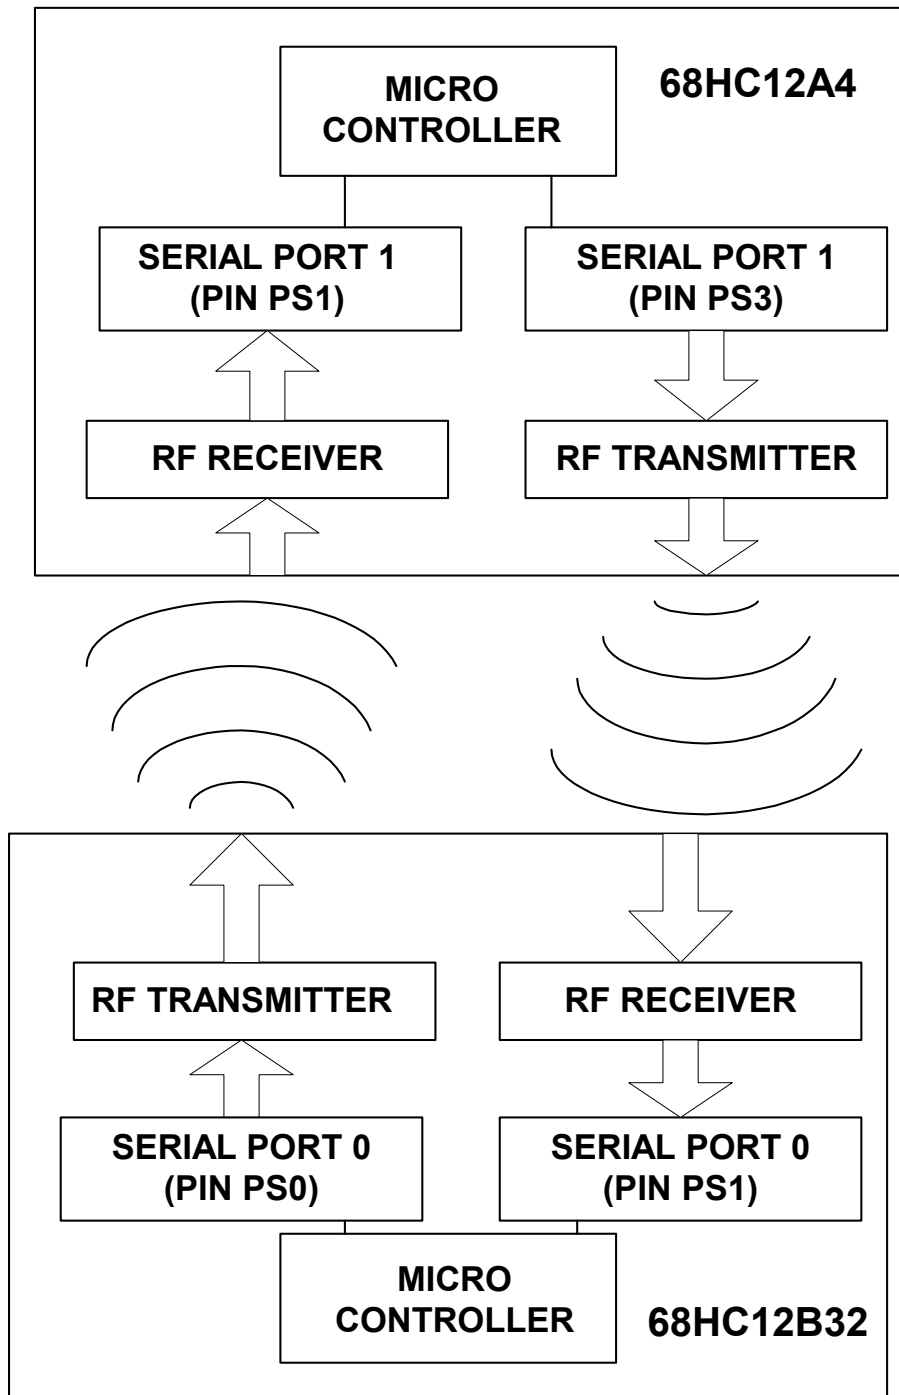 MICRO
CONTROLLER
68HC12A4
SERIAL PORT 1
(PIN PS1)
SERIAL PORT 1
(PIN PS3)
RF RECEIVER
RF TRANSMITTER
RF TRANSMITTER
RF RECEIVER
SERIAL PORT 0
(PIN PS0)
SERIAL PORT 0
(PIN PS1)
MICRO
CONTROLLER
68HC12B32